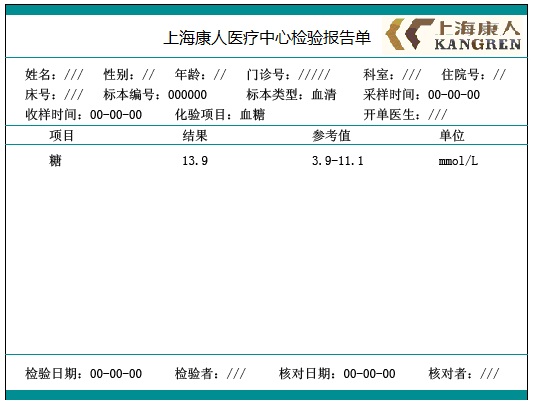 上海康人医疗中心检验报告单
上海康人
KANGREN
姓名：/// 性别：// 年龄：// 门诊号：///// 科室：/// 住院号：//
床号：/// 标本编号：000000 标本类型：血清 采样时间：00-00-00
收样时间：00-00-00 化验项目：血糖 开单医生：///
项目 结果 参考值 单位
糖 13.9 3.9-11.1 mmol/L
检验日期：00-00-00 检验者：/// 核对日期：00-00-00 核对者：///